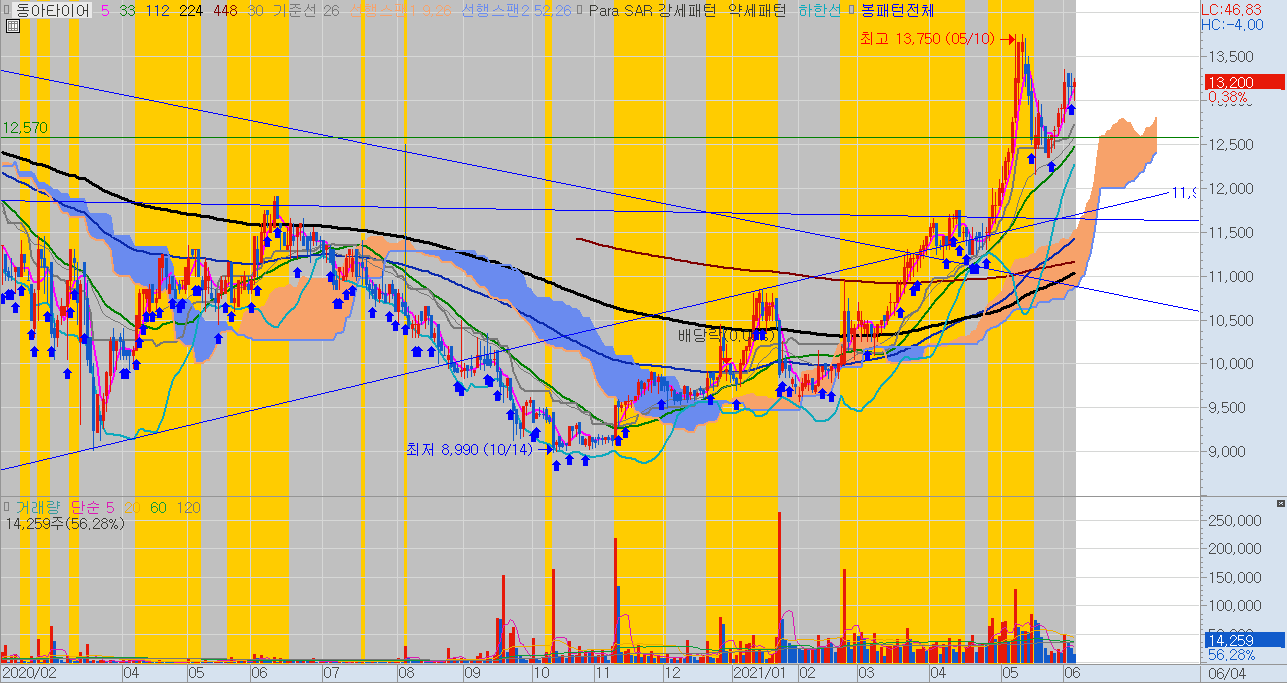 동아타이어 5 33 112 224 448 30 기준선 26 선행스팬1 9,26 선행스팬2 52,26 Para SAR 강세패턴 약세패턴 하한선 봉패턴전체
LC:46.83
HC:-4.00
최고 13,750 (05/10)
13,500
13,200
0.38%
12,570
12,500
12,000
11,500
11,000
10,500
배당락
10,000
9,500
최저 8,990 (10/14)
9,000
거래량 단순 5 20 60 120
14,259주(56.28%)
250,000
200,000
150,000
100,000
14,259
56.28%
2020/02 04 05 06 07 08 09 10 11 12 2021/01 02 03 04 05 06 06/04